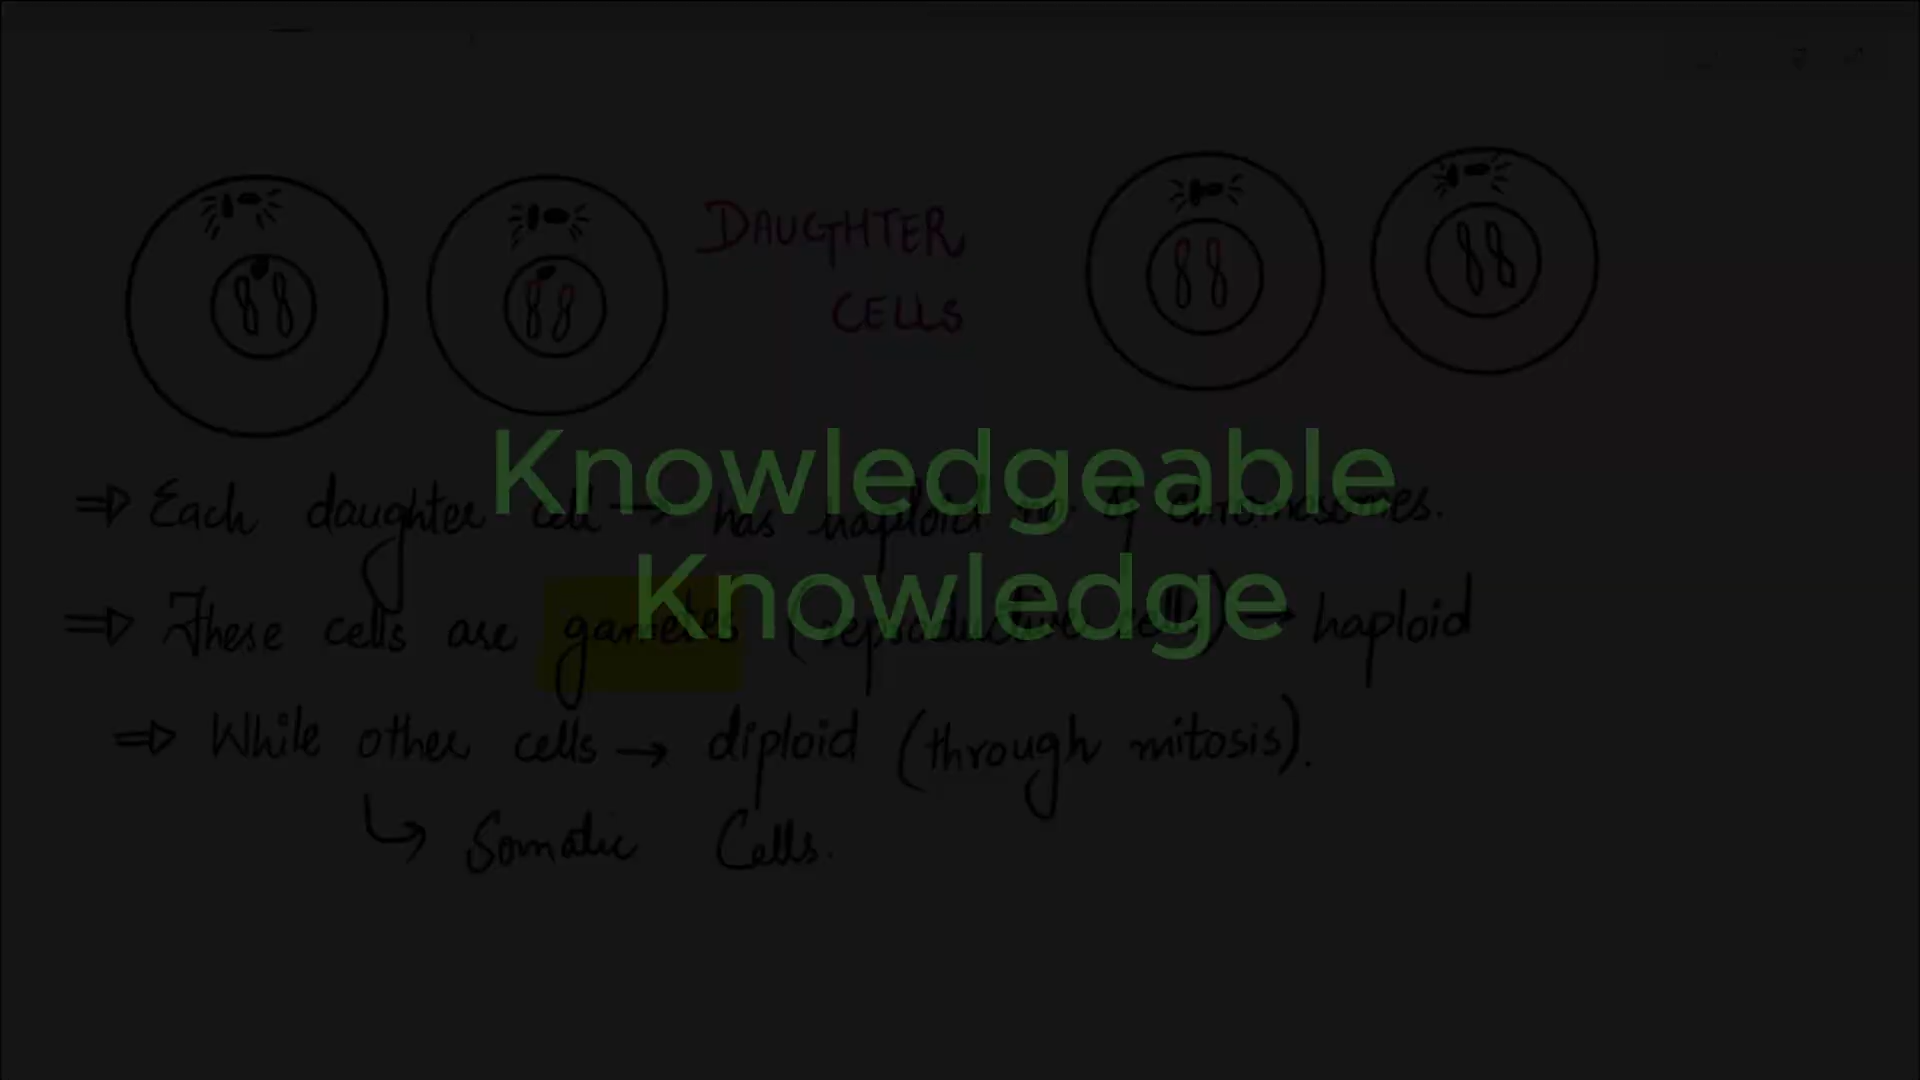 DAUGHTER
CELLS
Knowledgeable
Knowledge
⇒ Each daughter cell → has haploid no. of chromosomes.
⇒ These cells are gametes (reproductive cells) → haploid
⇒ While other cells → diploid (through mitosis).
↳ Somatic Cells.